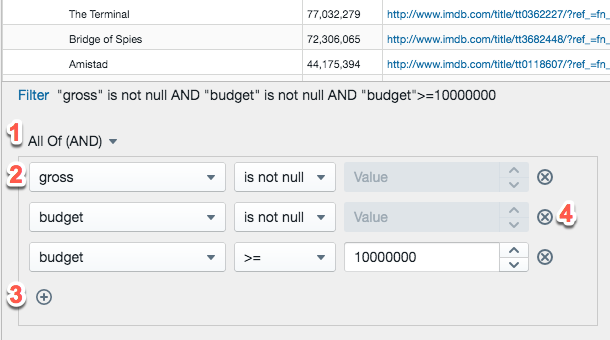 The Terminal 77,032,279 http://www.imdb.com/title/tt0362227/?ref_=fn_
Bridge of Spies 72,306,065 http://www.imdb.com/title/tt3682448/?ref_=fn_
Amistad 44,175,394 http://www.imdb.com/title/tt0118607/?ref_=fn_
Filter "gross" is not null AND "budget" is not null AND "budget">=10000000
1 All Of (AND)
2 gross is not null Value
budget is not null Value 4
budget >= 10000000
3